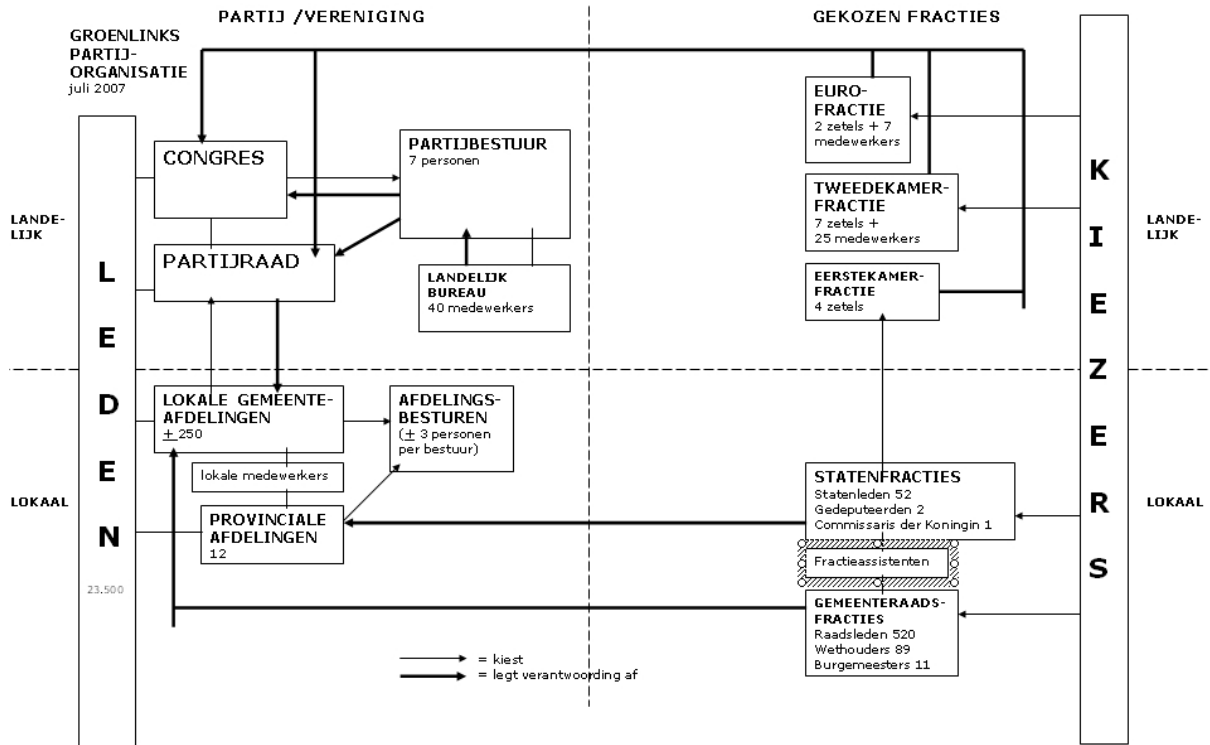 PARTIJ /VERENIGING
GEKOZEN FRACTIES
GROENLINKS
PARTIJ-
ORGANISATIE
juli 2007
LEDEN
23.500
LANDE-
LIJK
LOKAAL
CONGRES
PARTIJBESTUUR
7 personen
PARTIJRAAD
LANDELIJK
BUREAU
40 medewerkers
LOKALE GEMEENTE-
AFDELINGEN
± 250
AFDELINGS-
BESTUREN
(± 3 personen
per bestuur)
lokale medewerkers
PROVINCIALE
AFDELINGEN
12
EURO-
FRACTIE
2 zetels + 7
medewerkers
TWEEDEKAMER-
FRACTIE
7 zetels +
25 medewerkers
EERSTEKAMER-
FRACTIE
4 zetels
STATENFRACTIES
Statenleden 52
Gedeputeerden 2
Commissaris der Koningin 1
Fractieassistenten
GEMEENTERAADS-
FRACTIES
Raadsleden 520
Wethouders 89
Burgemeesters 11
KIEZERS
LANDE-
LIJK
LOKAAL
= kiest
= legt verantwoording af